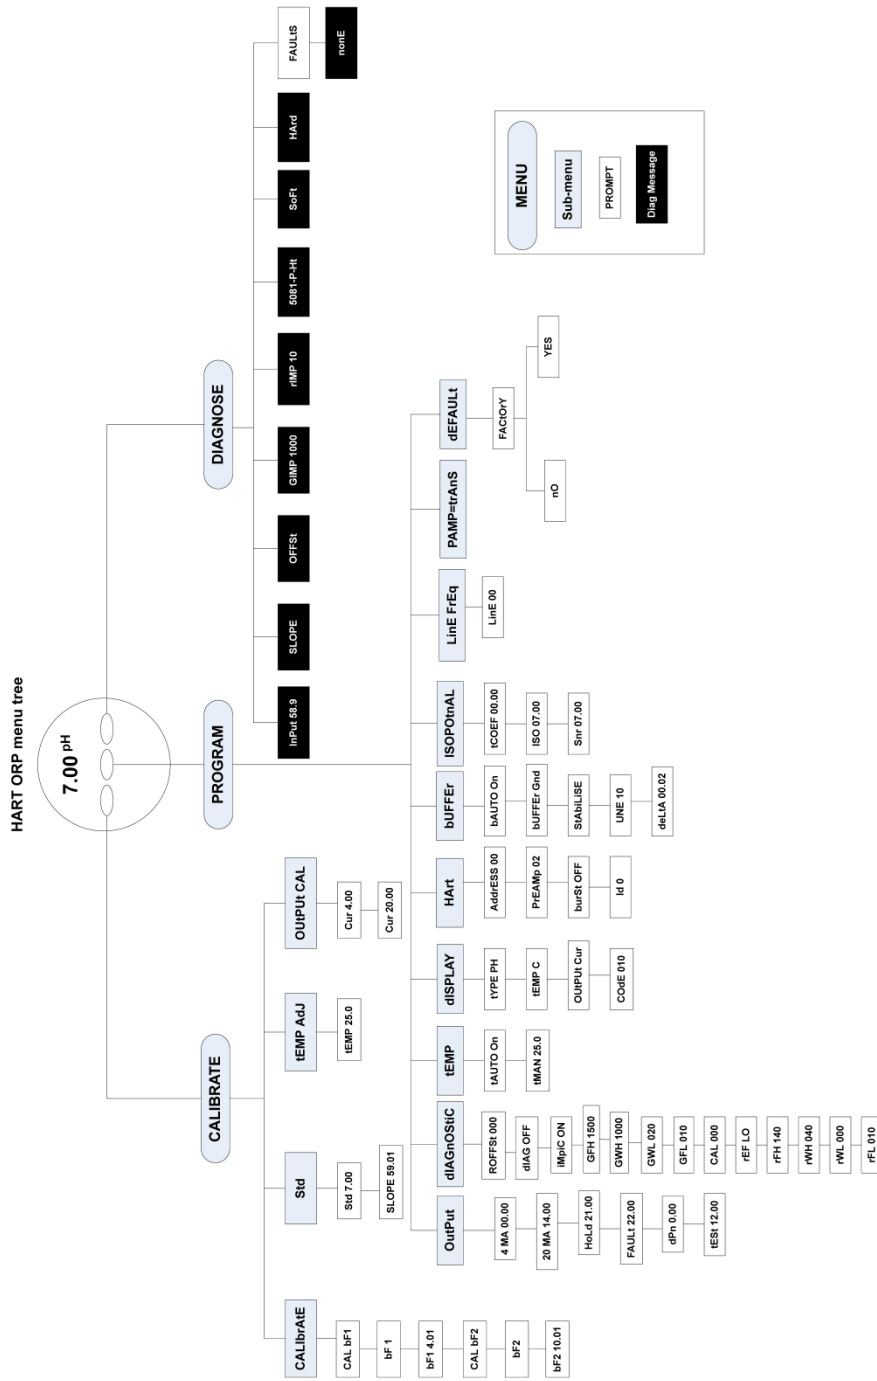 HART ORP menu tree
7.00 pH
CALIBRATE
PROGRAM
DIAGNOSE
CALIbrAtE
CAL bF1
bF 1
bF1 4.01
CAL bF2
bF2
bF2 10.01
Std
Std 7.00
SLOPE 59.01
tEMP AdJ
tEMP 25.0
OUtPUt CAL
Cur 4.00
Cur 20.00
OutPut
4 MA 00.00
20 MA 14.00
HoLd 21.00
FAULt 22.00
dPn 0.00
tESt 12.00
dIAGnOStiC
ROFFSt 000
dIAG OFF
iMpiC ON
GFH 1500
GWH 1000
GWL 020
GFL 010
CAL 000
rEF LO
rFH 140
rWH 040
rWL 000
rFL 010
tEMP
tAUTO On
tMAN 25.0
dISPLAY
tYPE PH
tEMP C
OUtPUt Cur
COdE 010
HArt
AddrESS 00
PrEAMp 02
burSt OFF
Id 0
bUFFEr
bAUTO On
bUFFEr Gnd
StAbiLiSE
UNE 10
deLtA 00.02
ISOPOtnAL
tCOEF 00.00
ISO 07.00
Snr 07.00
LinE FrEq
LinE 00
PAMP=trAnS
dEFAULt
FACtOrY
nO
YES
InPut 58.9
SLOPE
OFFSt
GIMP 1000
rIMP 10
5081-P-Ht
SoFt
HArd
FAULtS
nonE
MENU
Sub-menu
PROMPT
Diag Message